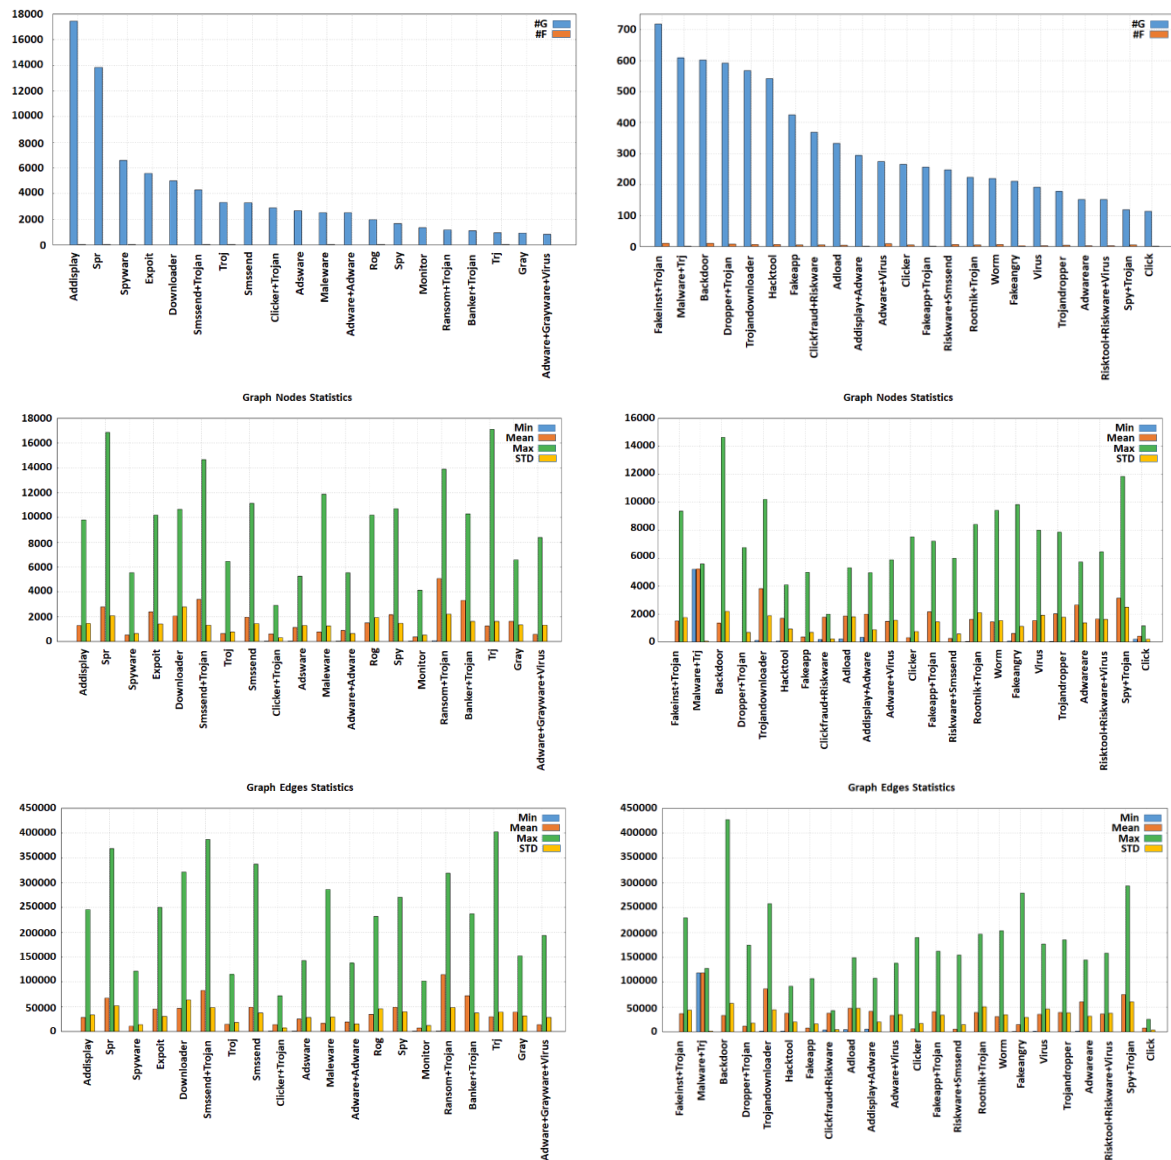 18000
16000
14000
12000
10000
8000
6000
4000
2000
0
#G
#F
Addisplay
Spr
Spyware
Expoit
Downloader
Smssend+Trojan
Troj
Smssend
Clicker+Trojan
Adsware
Maleware
Adware+Adware
Rog
Spy
Monitor
Ransom+Trojan
Banker+Trojan
Trj
Gray
Adware+Grayware+Virus
700
600
500
400
300
200
100
0
#G
#F
Fakeinst+Trojan
Malware+Trj
Backdoor
Dropper+Trojan
Trojandownloader
Hacktool
Fakeapp
Clickfraud+Riskware
Adload
Addisplay+Adware
Adware+Virus
Clicker
Fakeapp+Trojan
Riskware+Smssend
Rootnik+Trojan
Worm
Fakeangry
Virus
Trojandropper
Adwareare
Risktool+Riskware+Virus
Spy+Trojan
Click
Graph Nodes Statistics
18000
16000
14000
12000
10000
8000
6000
4000
2000
0
Min
Mean
Max
STD
Addisplay
Spr
Spyware
Expoit
Downloader
Smssend+Trojan
Troj
Smssend
Clicker+Trojan
Adsware
Maleware
Adware+Adware
Rog
Spy
Monitor
Ransom+Trojan
Banker+Trojan
Trj
Gray
Adware+Grayware+Virus
Graph Nodes Statistics
16000
14000
12000
10000
8000
6000
4000
2000
0
Min
Mean
Max
STD
Fakeinst+Trojan
Malware+Trj
Backdoor
Dropper+Trojan
Trojandownloader
Hacktool
Fakeapp
Clickfraud+Riskware
Adload
Addisplay+Adware
Adware+Virus
Clicker
Fakeapp+Trojan
Riskware+Smssend
Rootnik+Trojan
Worm
Fakeangry
Virus
Trojandropper
Adwareare
Risktool+Riskware+Virus
Spy+Trojan
Click
Graph Edges Statistics
450000
400000
350000
300000
250000
200000
150000
100000
50000
0
Min
Mean
Max
STD
Addisplay
Spr
Spyware
Expoit
Downloader
Smssend+Trojan
Troj
Smssend
Clicker+Trojan
Adsware
Maleware
Adware+Adware
Rog
Spy
Monitor
Ransom+Trojan
Banker+Trojan
Trj
Gray
Adware+Grayware+Virus
Graph Edges Statistics
450000
400000
350000
300000
250000
200000
150000
100000
50000
0
Min
Mean
Max
STD
Fakeinst+Trojan
Malware+Trj
Backdoor
Dropper+Trojan
Trojandownloader
Hacktool
Fakeapp
Clickfraud+Riskware
Adload
Addisplay+Adware
Adware+Virus
Clicker
Fakeapp+Trojan
Riskware+Smssend
Rootnik+Trojan
Worm
Fakeangry
Virus
Trojandropper
Adwareare
Risktool+Riskware+Virus
Spy+Trojan
Click